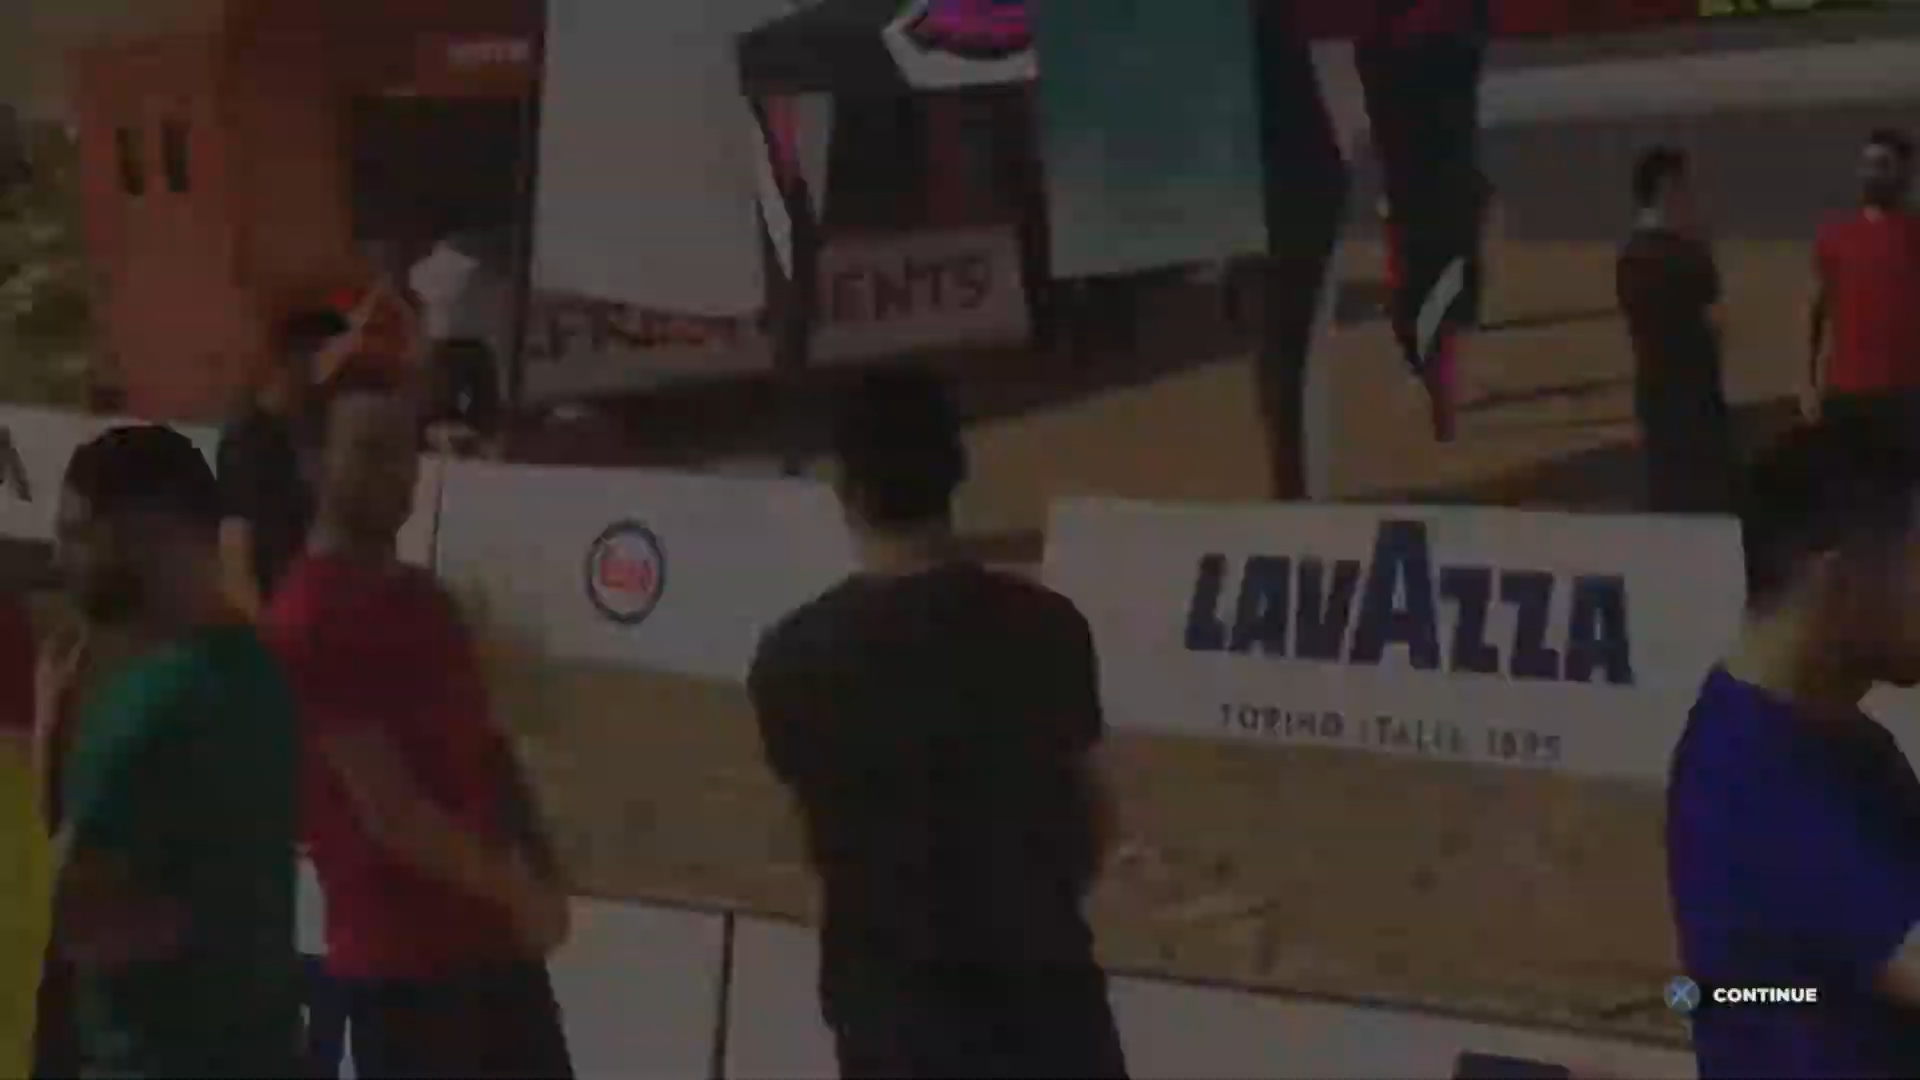 ENTS
LAVAZZA
TORINO, ITALIA, 1895
CONTINUE